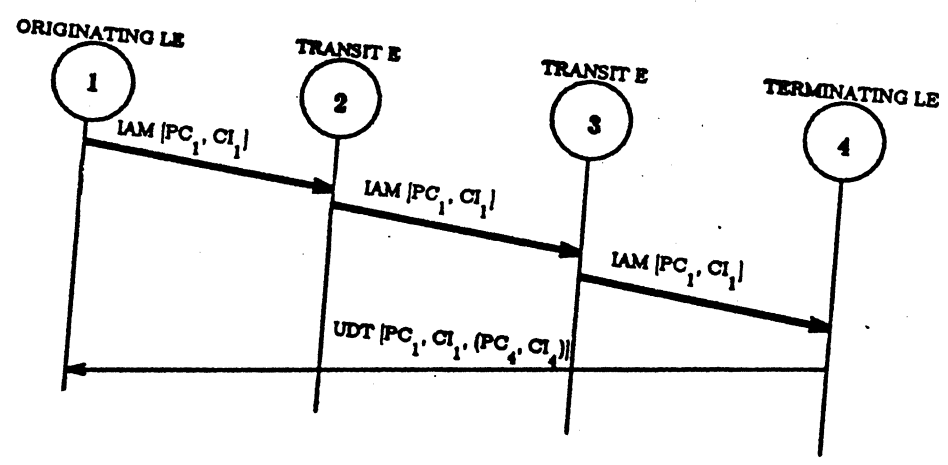 ORIGINATING LE
TRANSIT E
TRANSIT E
TERMINATING LE
1
2
3
4
IAM [PC1, CI1]
IAM [PC1, CI1]
IAM [PC1, CI1]
UDT [PC1, CI1, (PC4, CI4)]